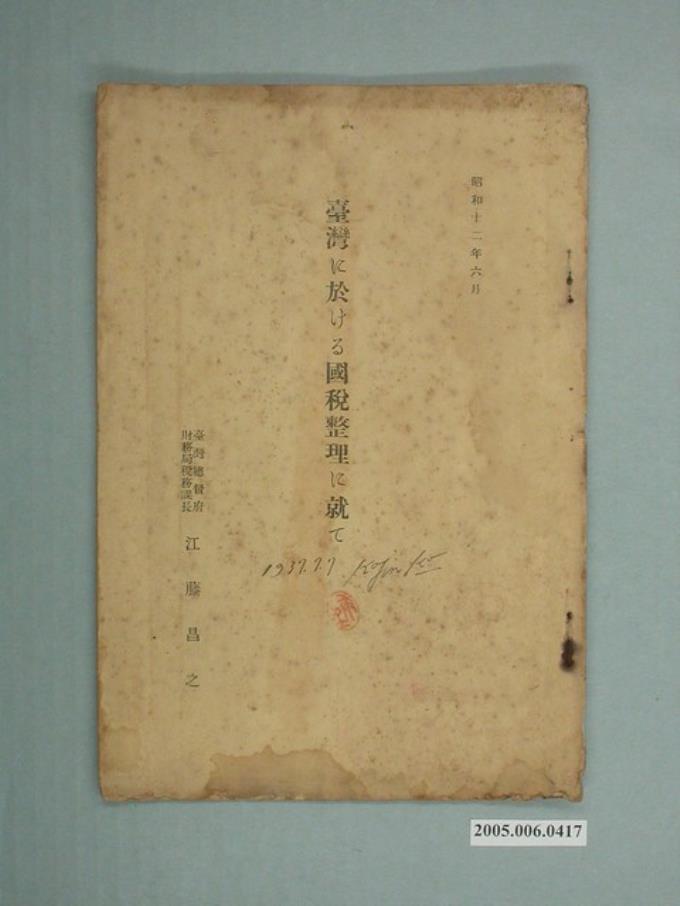 昭和十二年六月
臺灣に於ける國稅整理に就て
臺灣總督府
財務局稅務課長
江藤昌之
1937.7.7
2005.006.0417